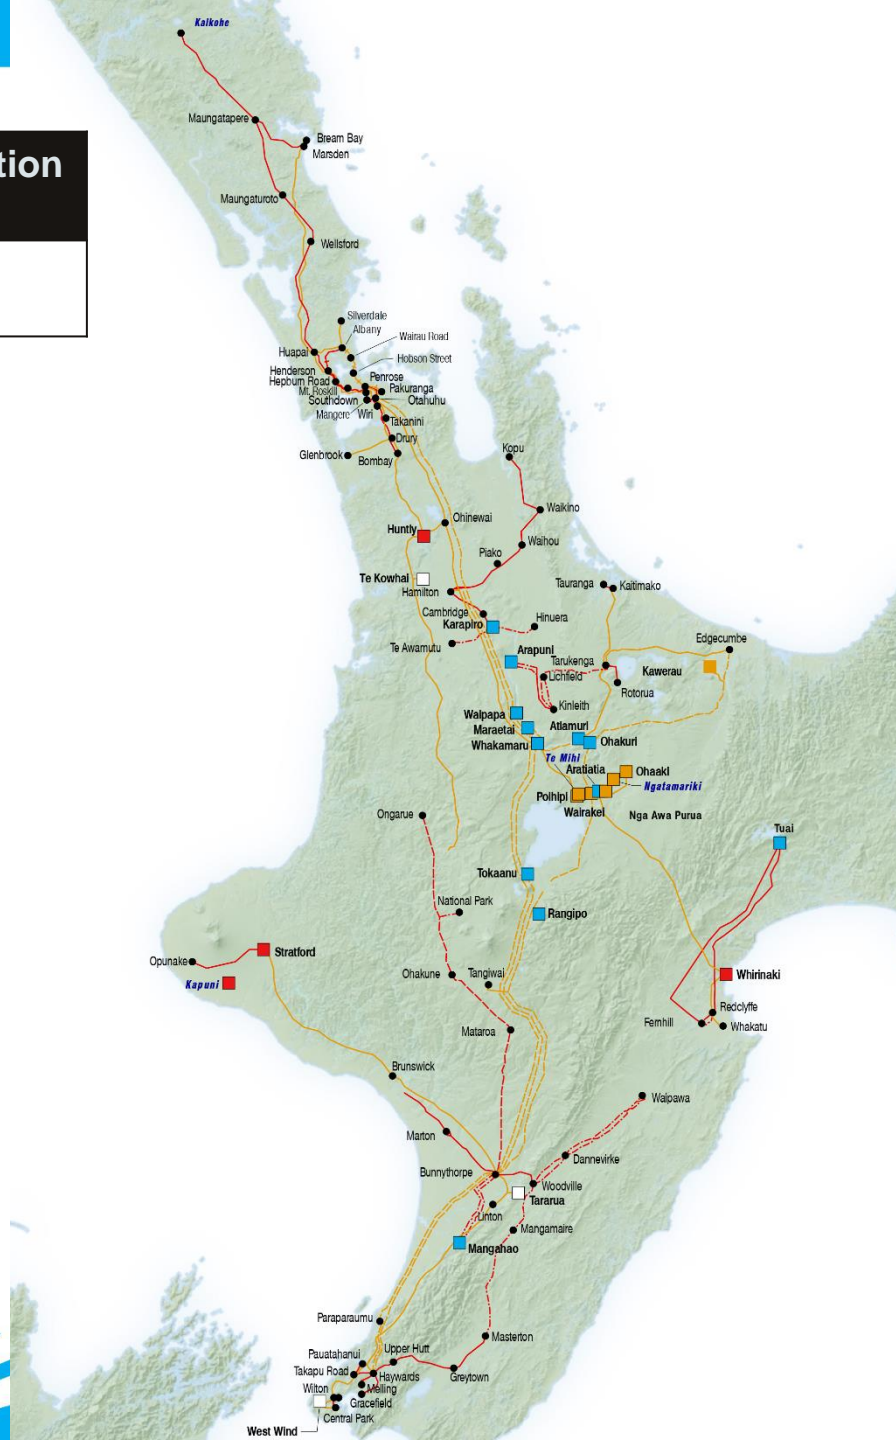 Kaikohe
Maungatapere
Bream Bay
Marsden
tion
Maungaturoto
Wellsford
Silverdale
Albany
Wairau Road
Huapai
Hobson Street
Henderson
Hepburn Road
Penrose
Mt. Roskill
Pakuranga
Southdown
Otahuhu
Mangere
Wiri
Takanini
Drury
Glenbrook
Bombay
Kopu
Waikino
Ohinewai
Huntly
Waihou
Piako
Te Kowhai
Tauranga
Kaitimako
Hamilton
Cambridge
Hinuera
Karapiro
Edgecumbe
Te Awamutu
Arapuni
Tarukenga
Kawerau
Lichfield
Rotorua
Kinleith
Waipapa
Maraetai
Atiamuri
Whakamaru
Ohakuri
Te Mihi
Aratiatia
Ohaaki
Ngatamariki
Poihipi
Wairakei
Nga Awa Purua
Ongarue
Tuai
Tokaanu
National Park
Rangipo
Stratford
Opunake
Ohakune
Tangiwai
Whirinaki
Kapuni
Redclyffe
Fernhill
Whakatu
Mataroa
Brunswick
Waipawa
Marton
Dannevirke
Bunnythorpe
Woodville
Tararua
Linton
Mangamaire
Mangahao
Paraparaumu
Masterton
Pauatahanui
Upper Hutt
Takapu Road
Haywards
Greytown
Wilton
Melling
Gracefield
Central Park
West Wind